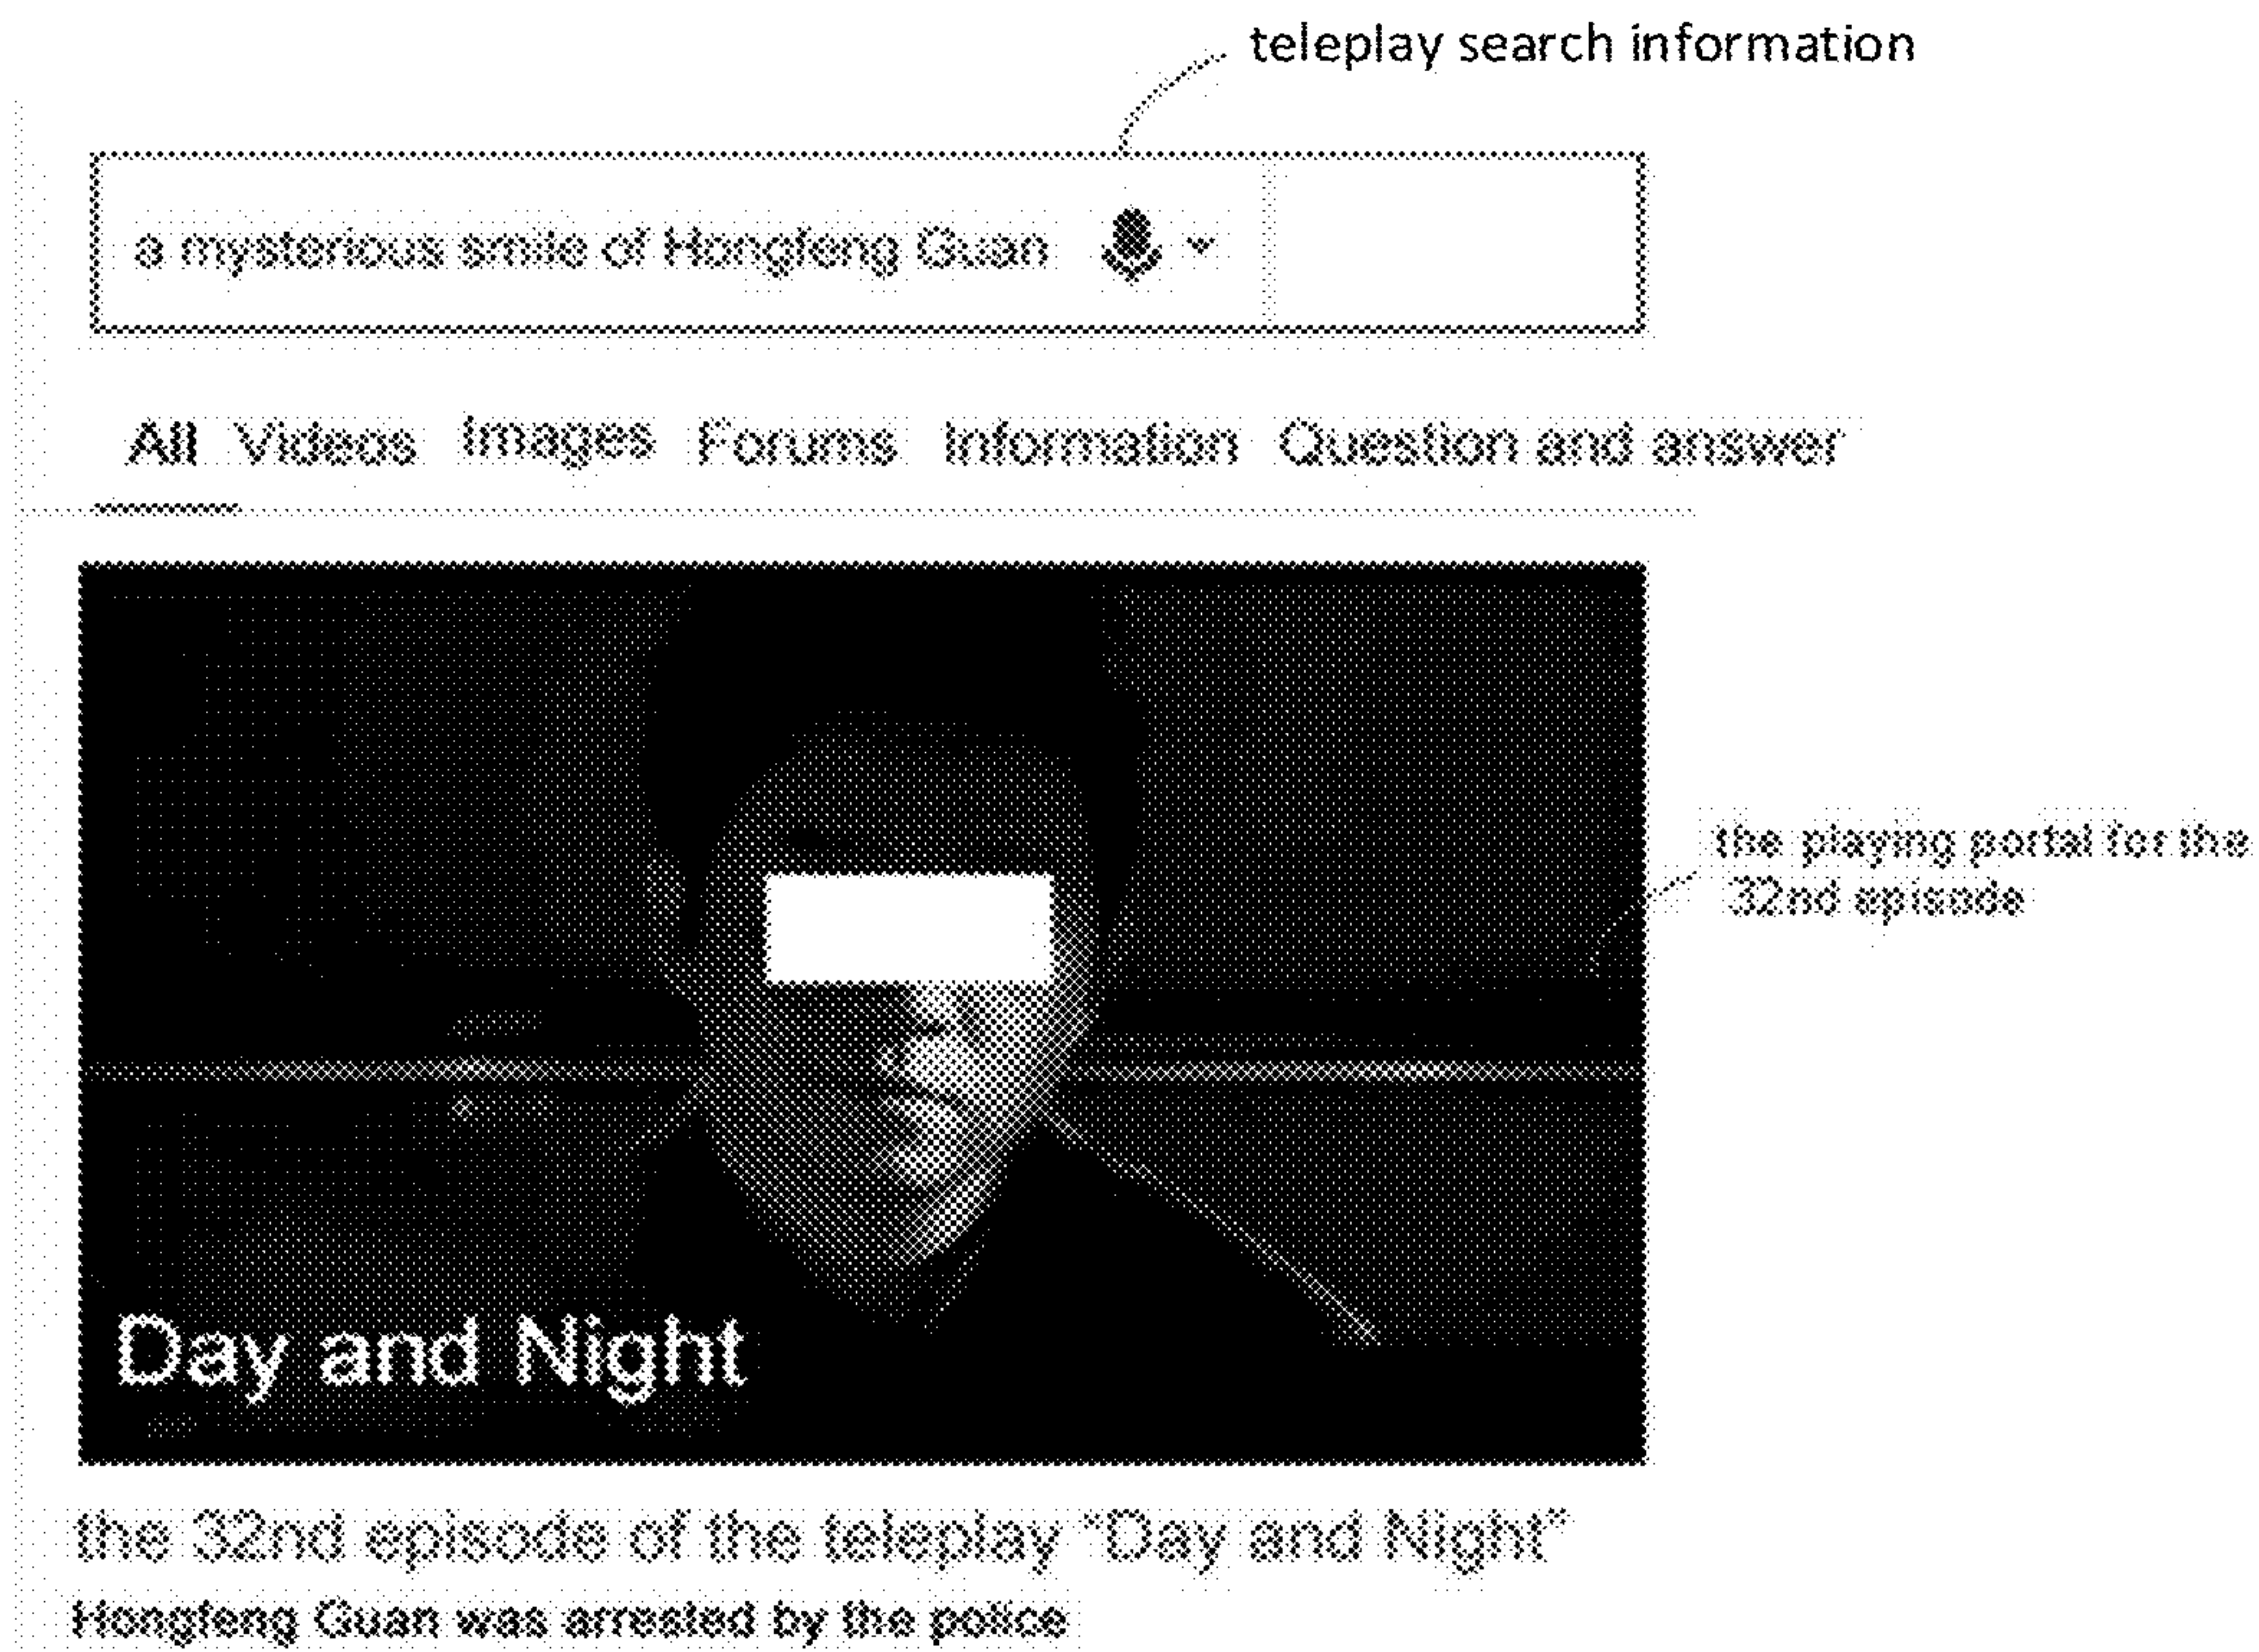 teleplay search information
a mysterious smile of Hongfeng Guan
All Videos Images Forums Information Question and answer
the playing portal for the
32nd episode
Day and Night
the 32nd episode of the teleplay "Day and Night"
Hongfeng Guan was arrested by the police